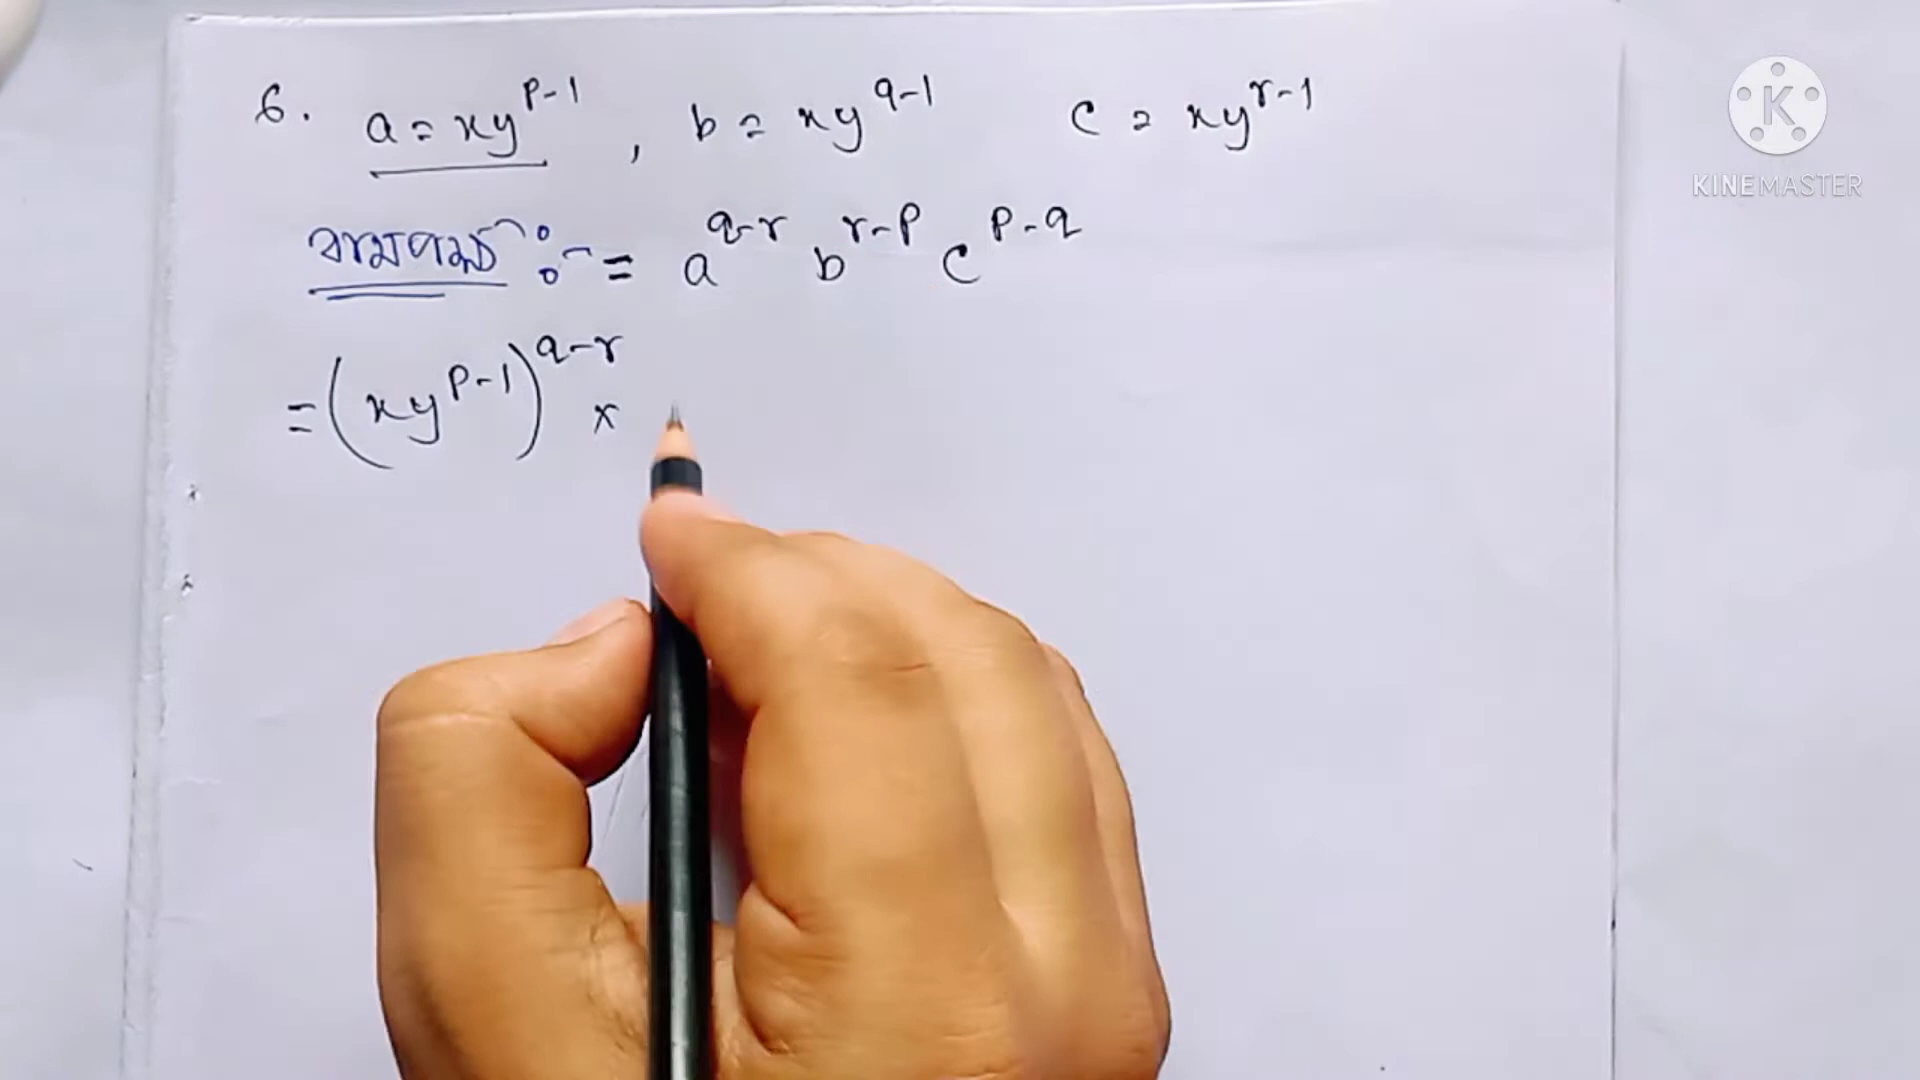 6. a = xy^{p-1} , b = xy^{q-1} c = xy^{r-1}
বামপক্ষ :- = a^{q-r} b^{r-p} c^{p-q}
= (xy^{p-1})^{q-r} ×
KINEMASTER